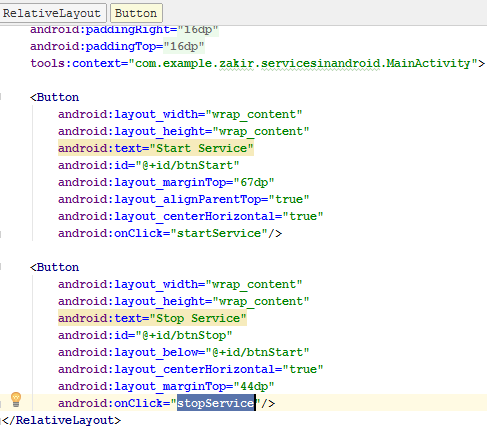 RelativeLayout Button
android:paddingRight="16dp"
android:paddingTop="16dp"
tools:context="com.example.zakir.servicesinandroid.MainActivity">
<Button
android:layout_width="wrap_content"
android:layout_height="wrap_content"
android:text="Start Service"
android:id="@+id/btnStart"
android:layout_marginTop="67dp"
android:layout_alignParentTop="true"
android:layout_centerHorizontal="true"
android:onClick="startService"/>
<Button
android:layout_width="wrap_content"
android:layout_height="wrap_content"
android:text="Stop Service"
android:id="@+id/btnStop"
android:layout_below="@+id/btnStart"
android:layout_centerHorizontal="true"
android:layout_marginTop="44dp"
android:onClick="stopService"/>
</RelativeLayout>